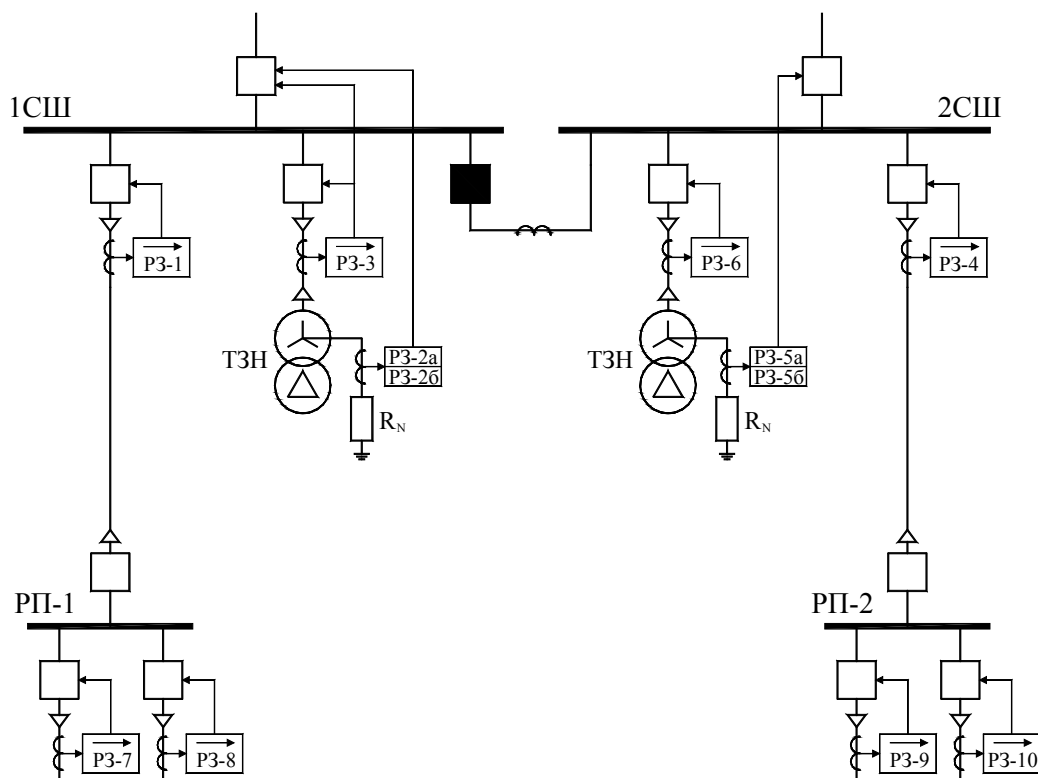 1СШ
2СШ
РЗ-1
РЗ-3
РЗ-6
РЗ-4
ТЗН
РЗ-2а
РЗ-2б
R_N
ТЗН
РЗ-5а
РЗ-5б
R_N
РП-1
РП-2
РЗ-7
РЗ-8
РЗ-9
РЗ-10